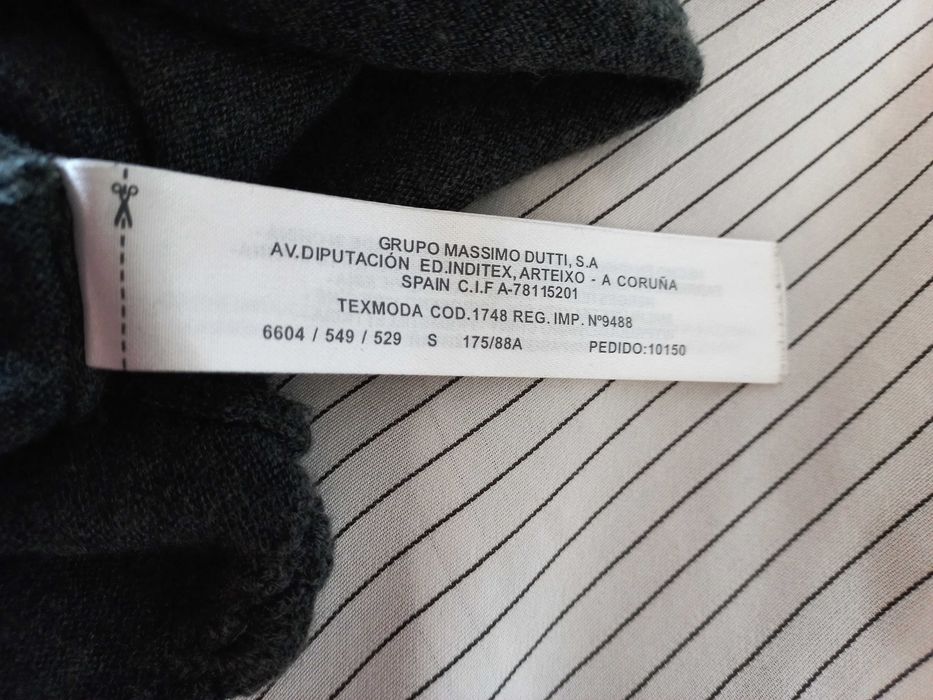 GRUPO MASSIMO DUTTI, S.A
AV.DIPUTACIÓN ED.INDITEX, ARTEIXO - A CORUÑA
SPAIN C.I.F A-78115201
TEXMODA COD.1748 REG. IMP. Nº9488
6604 / 549 / 529 S 175/88A PEDIDO:10150